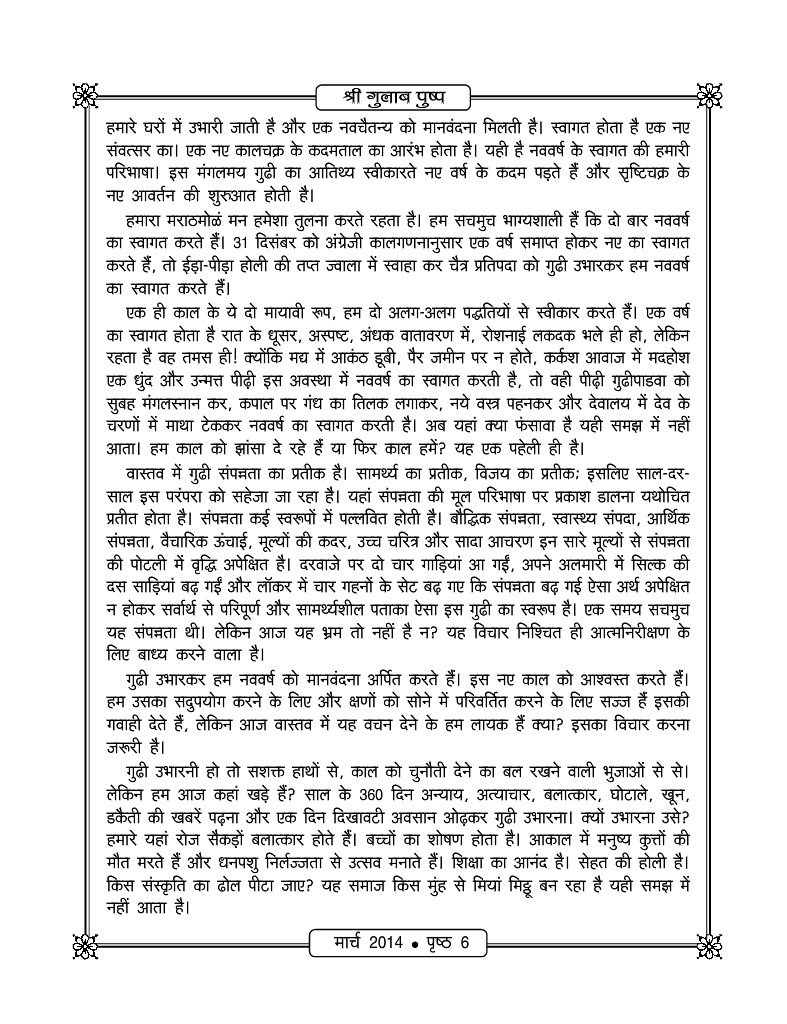 श्री गुलाब पुष्प
हमारे घरों में उभारी जाती है और एक नवचैतन्य को मानवंदना मिलती है। स्वागत होता है एक नए
संवत्सर का। एक नए कालचक्र के कदमताल का आरंभ होता है। यही है नववर्ष के स्वागत की हमारी
परिभाषा। इस मंगलमय गुढी का आतिथ्य स्वीकारते नए वर्ष के कदम पड़ते हैं और सृष्टिचक्र के
नए आवर्तन की शुरुआत होती है।
हमारा मराठमोळं मन हमेशा तुलना करते रहता है। हम सचमुच भाग्यशाली हैं कि दो बार नववर्ष
का स्वागत करते हैं। 31 दिसंबर को अंग्रेजी कालगणनानुसार एक वर्ष समाप्त होकर नए का स्वागत
करते हैं, तो ईड़ा-पीड़ा होली की तप्त ज्वाला में स्वाहा कर चैत्र प्रतिपदा को गुढी उभारकर हम नववर्ष
का स्वागत करते हैं।
एक ही काल के ये दो मायावी रूप, हम दो अलग-अलग पद्धतियों से स्वीकार करते हैं। एक वर्ष
का स्वागत होता है रात के धूसर, अस्पष्ट, अंधक वातावरण में, रोशनाई लकदक भले ही हो, लेकिन
रहता है वह तमस ही! क्योंकि मद्य में आकंठ डूबी, पैर जमीन पर न होते, कर्कश आवाज में मदहोश
एक धुंद और उन्मत्त पीढ़ी इस अवस्था में नववर्ष का स्वागत करती है, तो वही पीढ़ी गुढीपाडवा को
सुबह मंगलस्नान कर, कपाल पर गंध का तिलक लगाकर, नये वस्त्र पहनकर और देवालय में देव के
चरणों में माथा टेककर नववर्ष का स्वागत करती है। अब यहां क्या फंसावा है यही समझ में नहीं
आता। हम काल को झांसा दे रहे हैं या फिर काल हमें? यह एक पहेली ही है।
वास्तव में गुढी संपन्नता का प्रतीक है। सामर्थ्य का प्रतीक, विजय का प्रतीक; इसलिए साल-दर-
साल इस परंपरा को सहेजा जा रहा है। यहां संपन्नता की मूल परिभाषा पर प्रकाश डालना यथोचित
प्रतीत होता है। संपन्नता कई स्वरूपों में पल्लवित होती है। बौद्धिक संपन्नता, स्वास्थ्य संपदा, आर्थिक
संपन्नता, वैचारिक ऊंचाई, मूल्यों की कदर, उच्च चरित्र और सादा आचरण इन सारे मूल्यों से संपन्नता
की पोटली में वृद्धि अपेक्षित है। दरवाजे पर दो चार गाड़ियां आ गईं, अपने अलमारी में सिल्क की
दस साड़ियां बढ़ गईं और लॉकर में चार गहनों के सेट बढ़ गए कि संपन्नता बढ़ गई ऐसा अर्थ अपेक्षित
न होकर सर्वार्थ से परिपूर्ण और सामर्थ्यशील पताका ऐसा इस गुढी का स्वरूप है। एक समय सचमुच
यह संपन्नता थी। लेकिन आज यह भ्रम तो नहीं है न? यह विचार निश्चित ही आत्मनिरीक्षण के
लिए बाध्य करने वाला है।
गुढी उभारकर हम नववर्ष को मानवंदना अर्पित करते हैं। इस नए काल को आश्वस्त करते हैं।
हम उसका सदुपयोग करने के लिए और क्षणों को सोने में परिवर्तित करने के लिए सज्ज हैं इसकी
गवाही देते हैं, लेकिन आज वास्तव में यह वचन देने के हम लायक हैं क्या? इसका विचार करना
जरूरी है।
गुढी उभारनी हो तो सशक्त हाथों से, काल को चुनौती देने का बल रखने वाली भुजाओं से से।
लेकिन हम आज कहां खड़े हैं? साल के 360 दिन अन्याय, अत्याचार, बलात्कार, घोटाले, खून,
डकैती की खबरें पढ़ना और एक दिन दिखावटी अवसान ओढ़कर गुढी उभारना। क्यों उभारना उसे?
हमारे यहां रोज सैकड़ों बलात्कार होते हैं। बच्चों का शोषण होता है। आकाल में मनुष्य कुत्तों की
मौत मरते हैं और धनपशु निर्लज्जता से उत्सव मनाते हैं। शिक्षा का आनंद है। सेहत की होली है।
किस संस्कृति का ढोल पीटा जाए? यह समाज किस मुंह से मियां मिट्ठू बन रहा है यही समझ में
नहीं आता है।
मार्च 2014 ● पृष्ठ 6